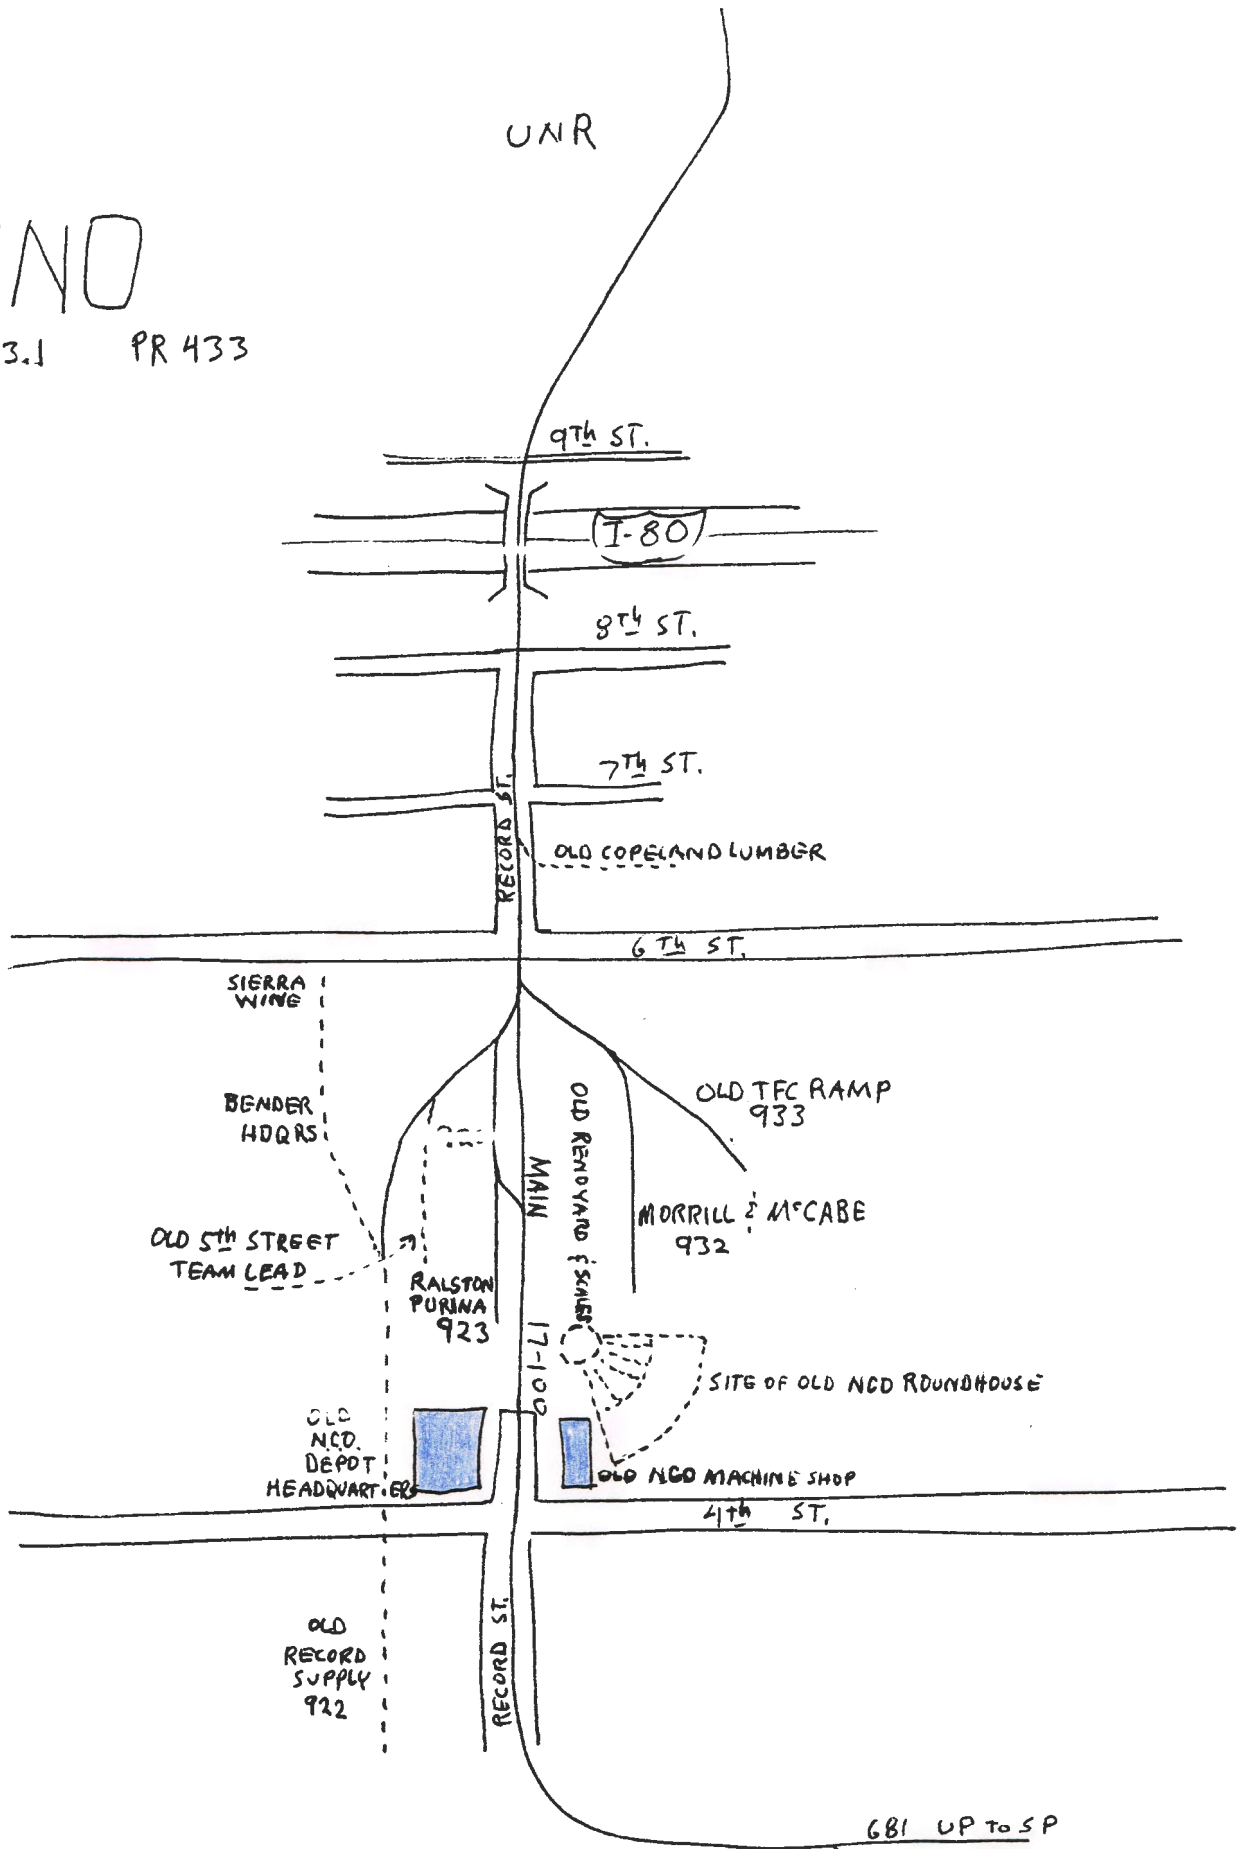 UNR
NO
3.1 PR 433
9Th ST.
I-80
8Th ST.
7Th ST.
RECORD ST.
OLD COPELAND LUMBER
6Th ST.
SIERRA
WINE
BENDER
HDQRS
OLD TFC RAMP
933
OLD RENO YARD & SCALES
MAIN
MORRILL & McCABE
932
OLD 5th STREET
TEAM LEAD
RALSTON
PURINA
923
17-100
SITE OF OLD NCO ROUNDHOUSE
OLD
N.C.O.
DEPOT
HEADQUARTERS
OLD NCO MACHINE SHOP
4Th ST.
OLD
RECORD
SUPPLY
922
RECORD ST.
681 UP TO SP